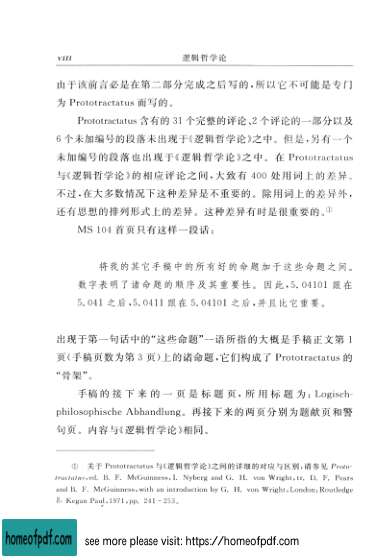 viii 逻辑哲学论
由于该前言必是在第二部分完成之后写的,所以它不可能是专门
为 Prototractatus 而写的。
Prototractatus 含有的 31 个完整的评论、2 个评论的一部分以及
6 个未加编号的段落未出现于《逻辑哲学论》之中。但是,另有一个
未加编号的段落也出现于《逻辑哲学论》之中。在 Prototractatus
与《逻辑哲学论》的相应评论之间,大致有 400 处用词上的差异。
不过,在大多数情况下这种差异是不重要的。除用词上的差异外,
还有思想的排列形式上的差异。这种差异有时是很重要的。①
MS 104 首页只有这样一段话:
将我的其它手稿中的所有好的命题加于这些命题之间。
数字表明了诸命题的顺序及其重要性。因此,5.04101 跟在
5.041 之后,5.0411 跟在 5.04101 之后,并且比它重要。
出现于第一句话中的“这些命题”一语所指的大概是手稿正文第 1
页(手稿页数为第 3 页)上的诸命题,它们构成了 Prototractatus 的
“骨架”。
手稿的接下来的一页是标题页,所用标题为:Logisch-
philosophische Abhandlung。再接下来的两页分别为题献页和警
句页。内容与《逻辑哲学论》相同。
① 关于 Prototractatus 与《逻辑哲学论》之间的详细的对应与区别,请参见 Proto-
tractatus,ed. B. F. McGuinness, T. Nyberg and G. H. von Wright,tr. D. F. Pears
and B. F. McGuinness,with an introduction by G. H. von Wright,London:Routledge
& Kegan Paul,1971,pp. 241-253。
homeofpdf.com see more please visit: https://homeofpdf.com